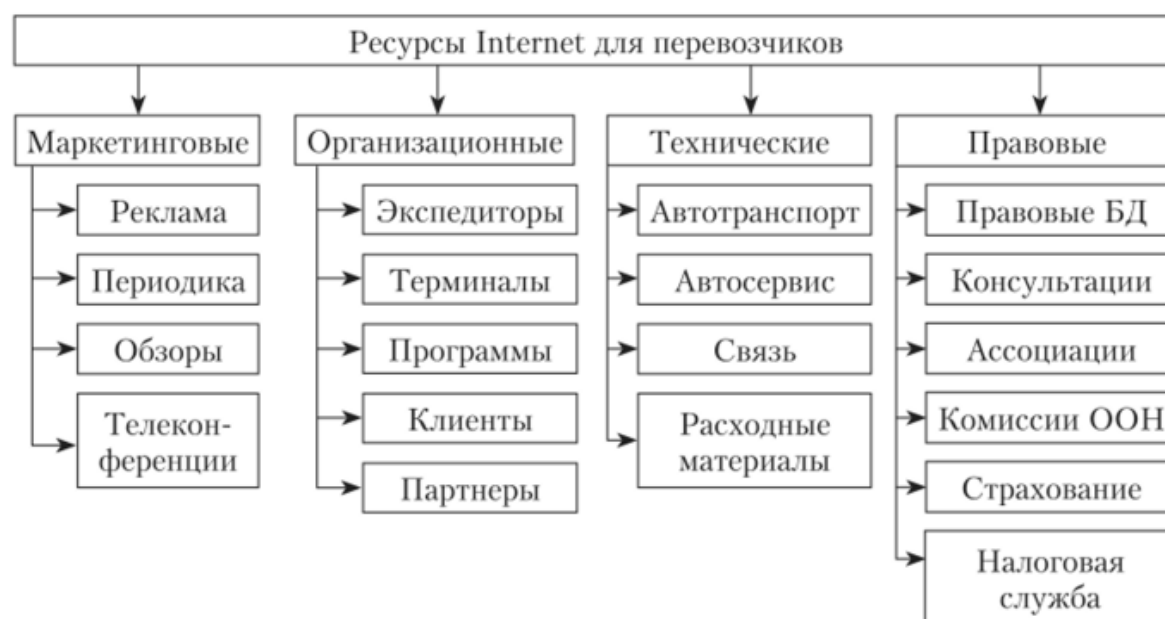 Ресурсы Internet для перевозчиков
Маркетинговые
Реклама
Периодика
Обзоры
Телекон-
ференции
Организационные
Экспедиторы
Терминалы
Программы
Клиенты
Партнеры
Технические
Автотранспорт
Автосервис
Связь
Расходные
материалы
Правовые
Правовые БД
Консультации
Ассоциации
Комиссии ООН
Страхование
Налоговая
служба